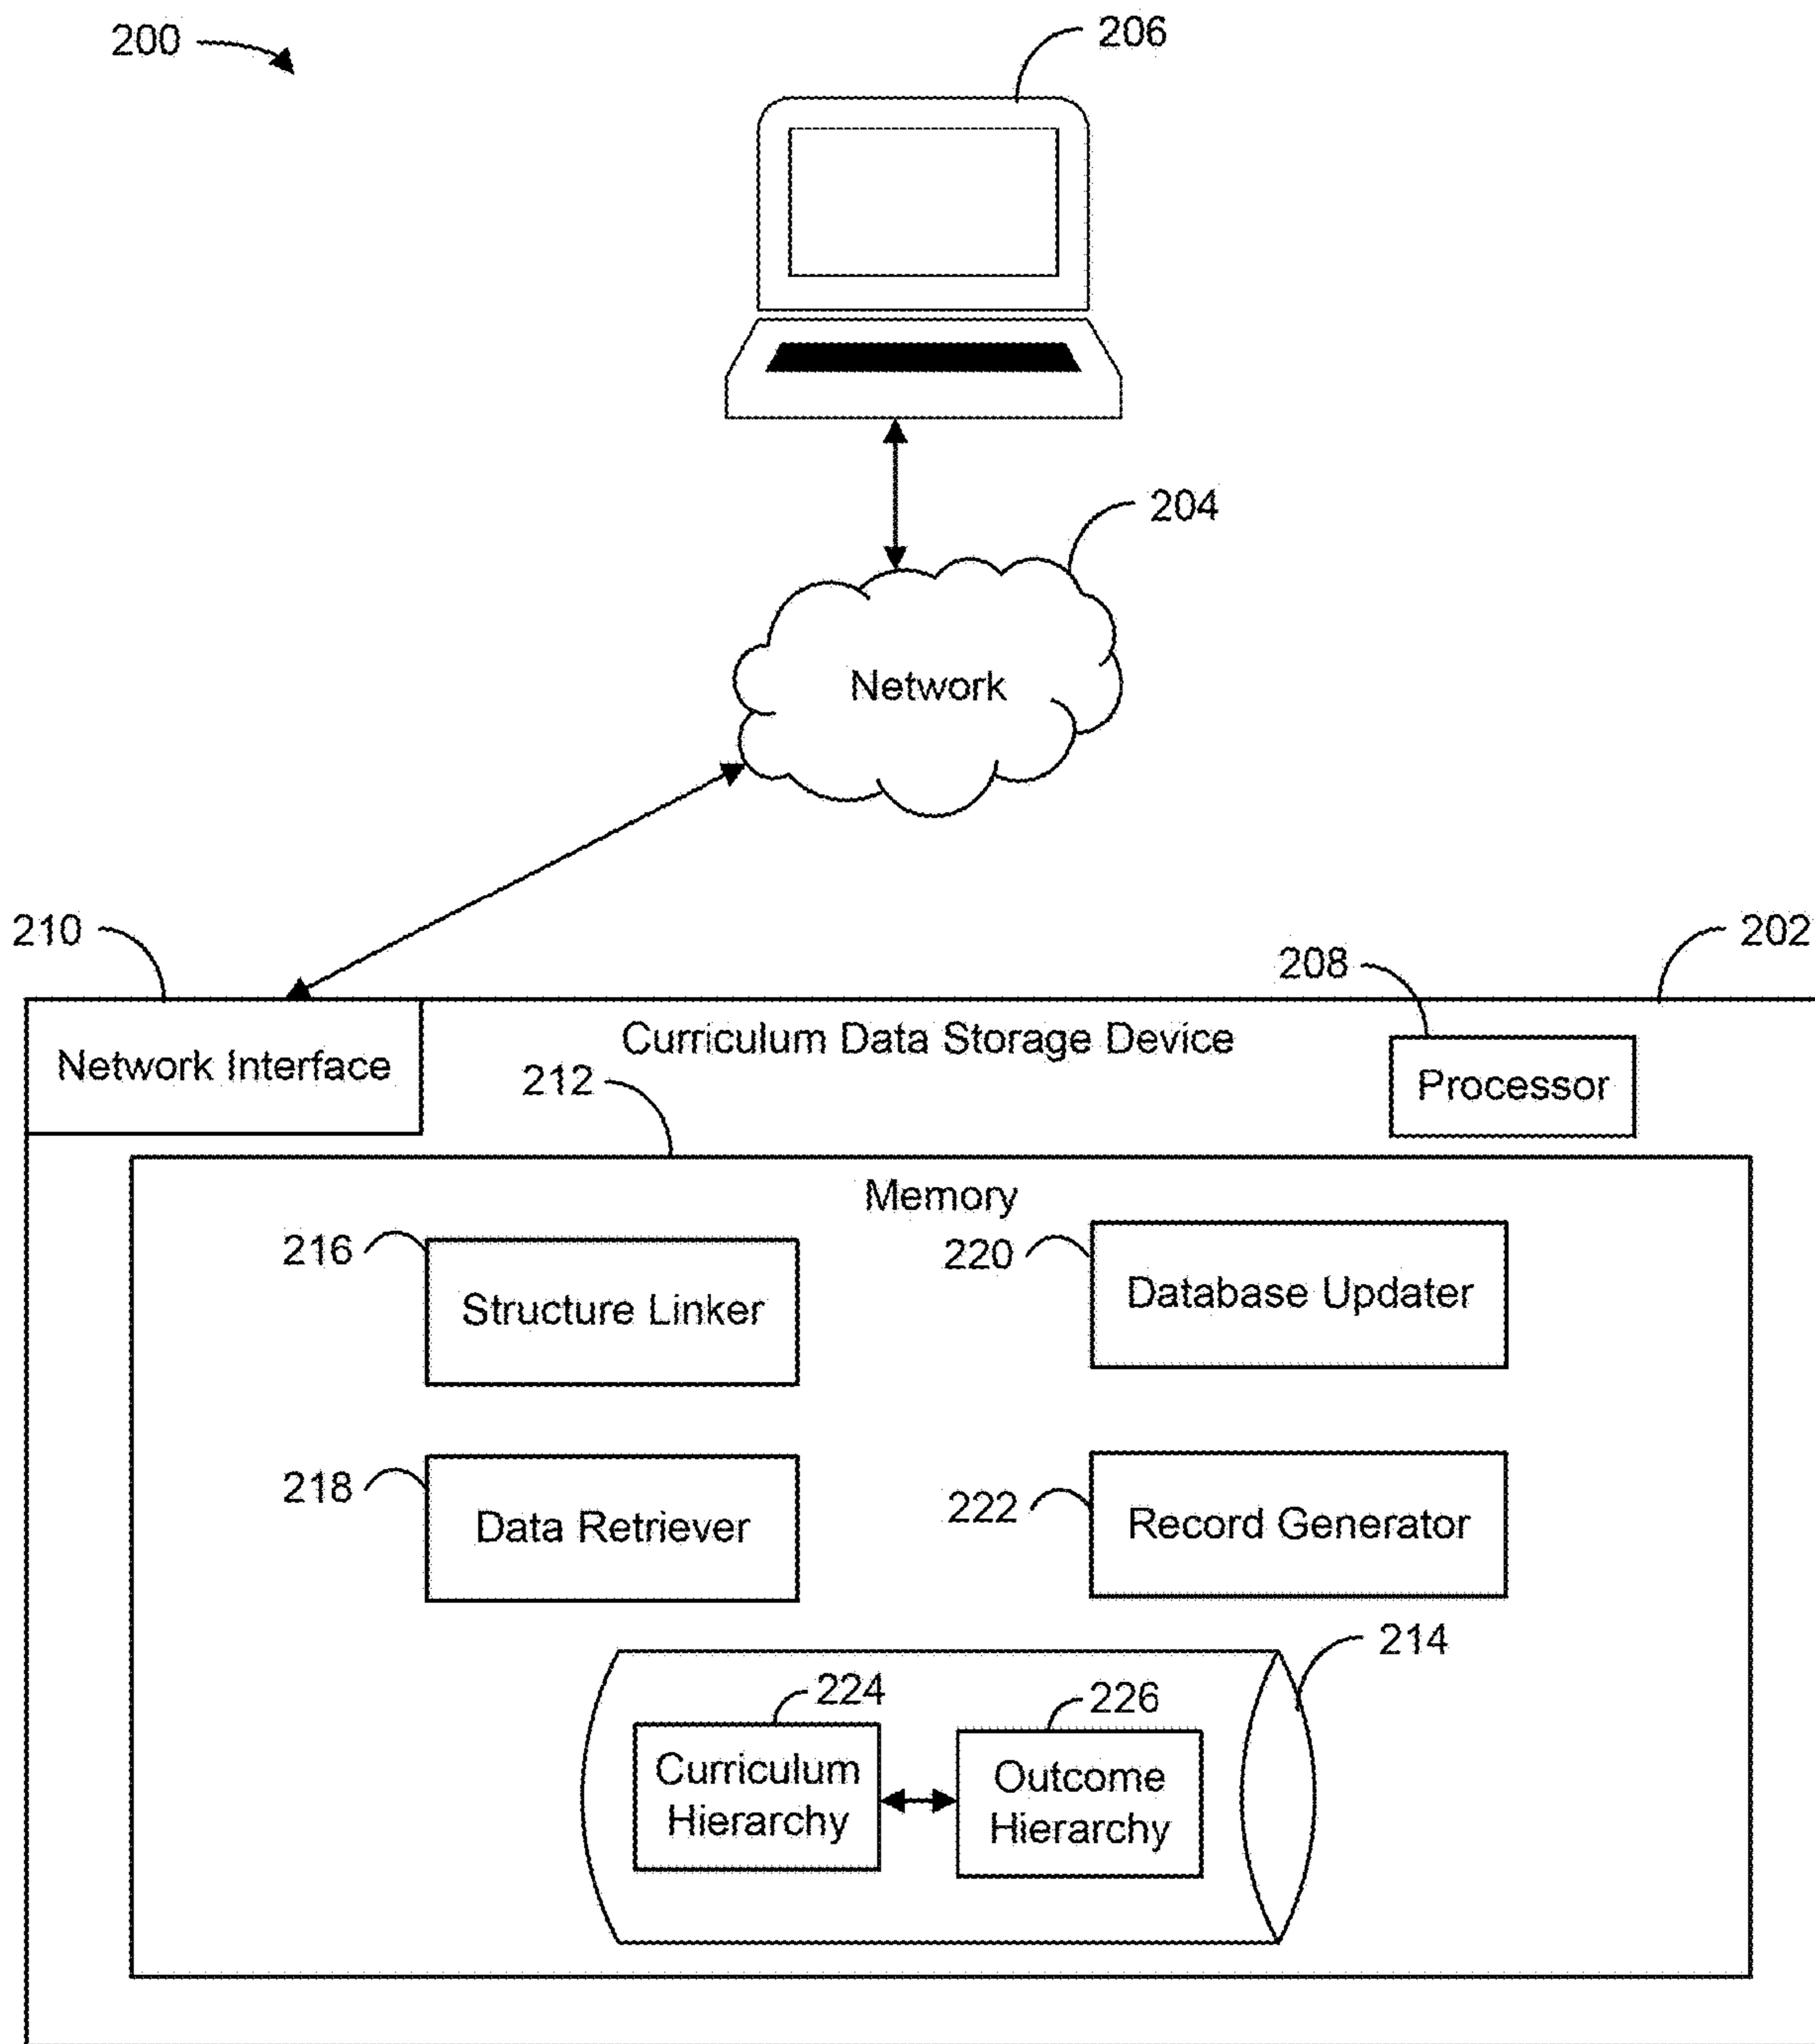 200
206
204
Network
210
202
208
Network Interface
Curriculum Data Storage Device
Processor
212
Memory
216
Structure Linker
220
Database Updater
218
Data Retriever
222
Record Generator
214
224
226
Curriculum
Hierarchy
Outcome
Hierarchy